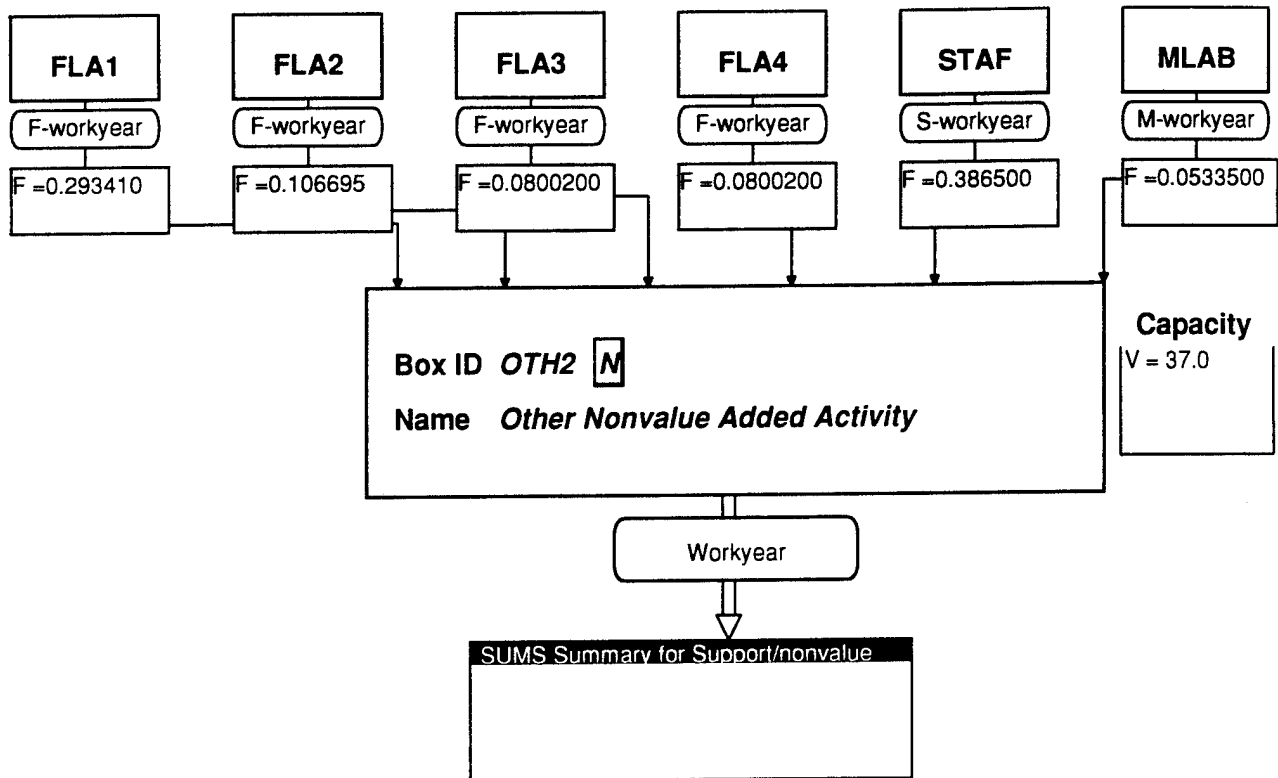 FLA1 FLA2 FLA3 FLA4 STAF MLAB
F-workyear F-workyear F-workyear F-workyear S-workyear M-workyear
F =0.293410 F =0.106695 F =0.0800200 F =0.0800200 F =0.386500 F =0.0533500
Capacity
V = 37.0
Box ID OTH2 N
Name Other Nonvalue Added Activity
Workyear
SUMS Summary for Support/nonvalue